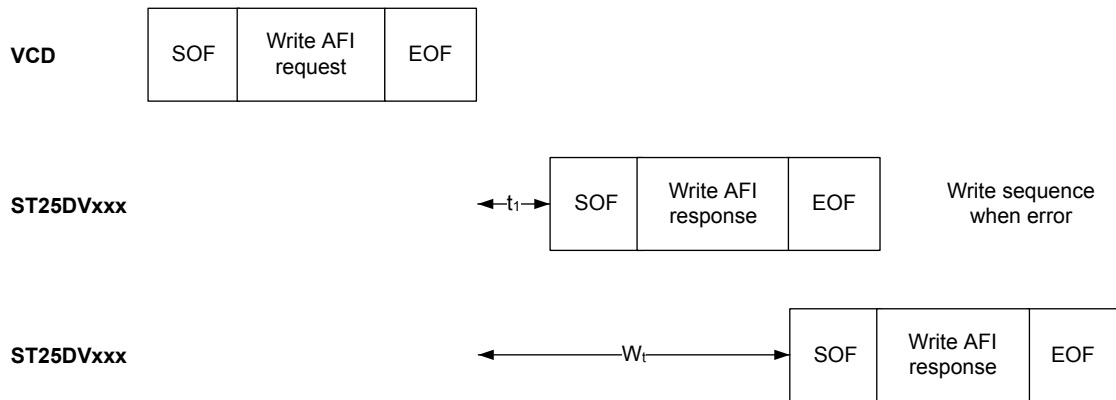 VCD
SOF
Write AFI
request
EOF
ST25DVxxx
t₁
SOF
Write AFI
response
EOF
Write sequence
when error
ST25DVxxx
Wₜ
SOF
Write AFI
response
EOF